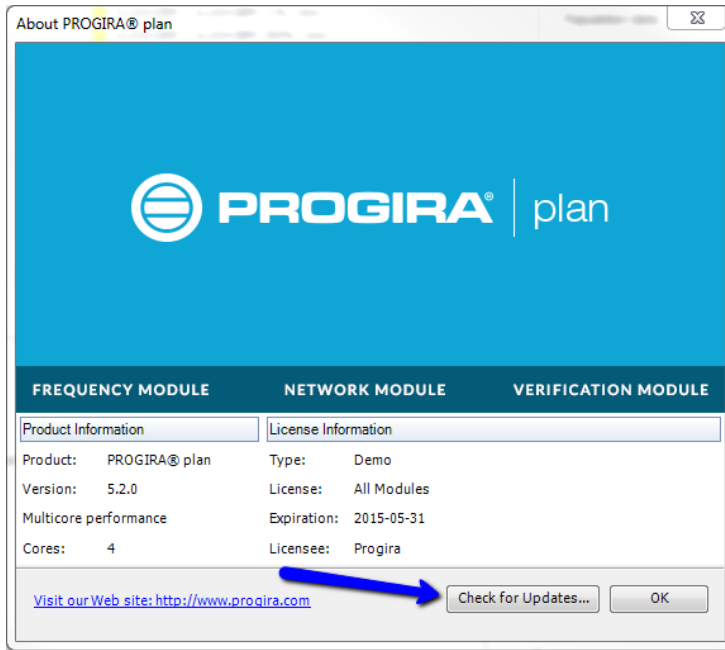 About PROGIRA® plan
PROGIRA® plan
FREQUENCY MODULE NETWORK MODULE VERIFICATION MODULE
Product Information License Information
Product: PROGIRA® plan Type: Demo
Version: 5.2.0 License: All Modules
Multicore performance Expiration: 2015-05-31
Cores: 4 Licensee: Progira
Visit our Web site: http://www.progira.com Check for Updates... OK